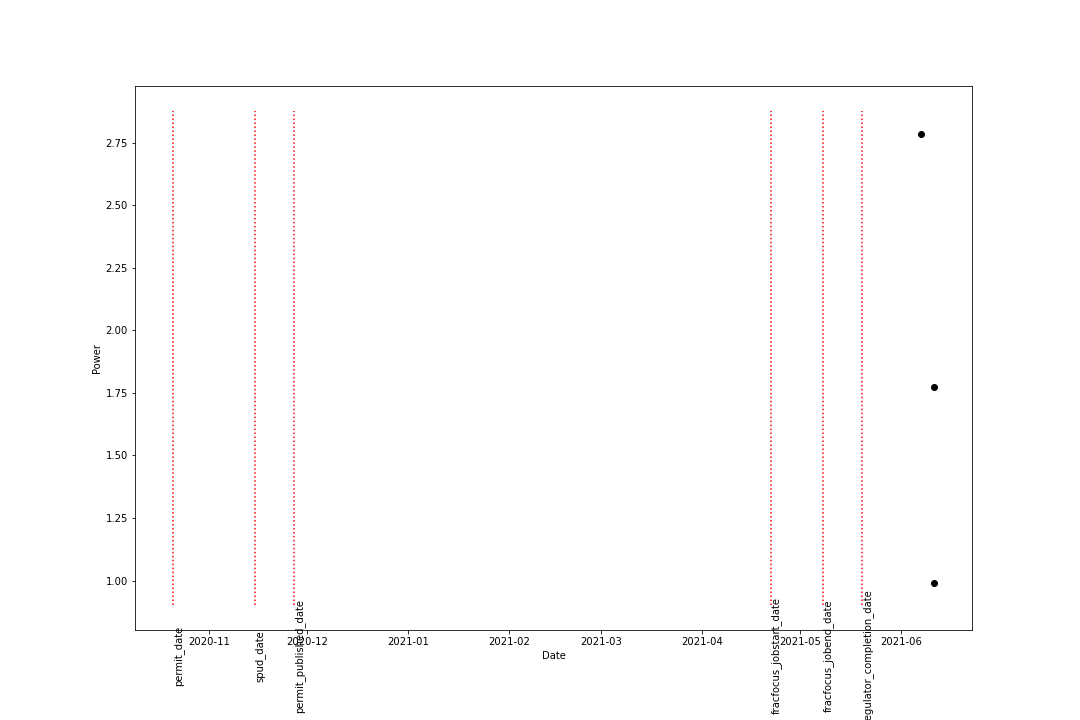 2.75
2.50
2.25
2.00
1.75
1.50
1.25
1.00
Power
2020-11
2020-12
2021-01
2021-02
2021-03
2021-04
2021-05
2021-06
Date
permit_date
spud_date
permit_published_date
fracfocus_jobstart_date
fracfocus_jobend_date
egulator_completion_date